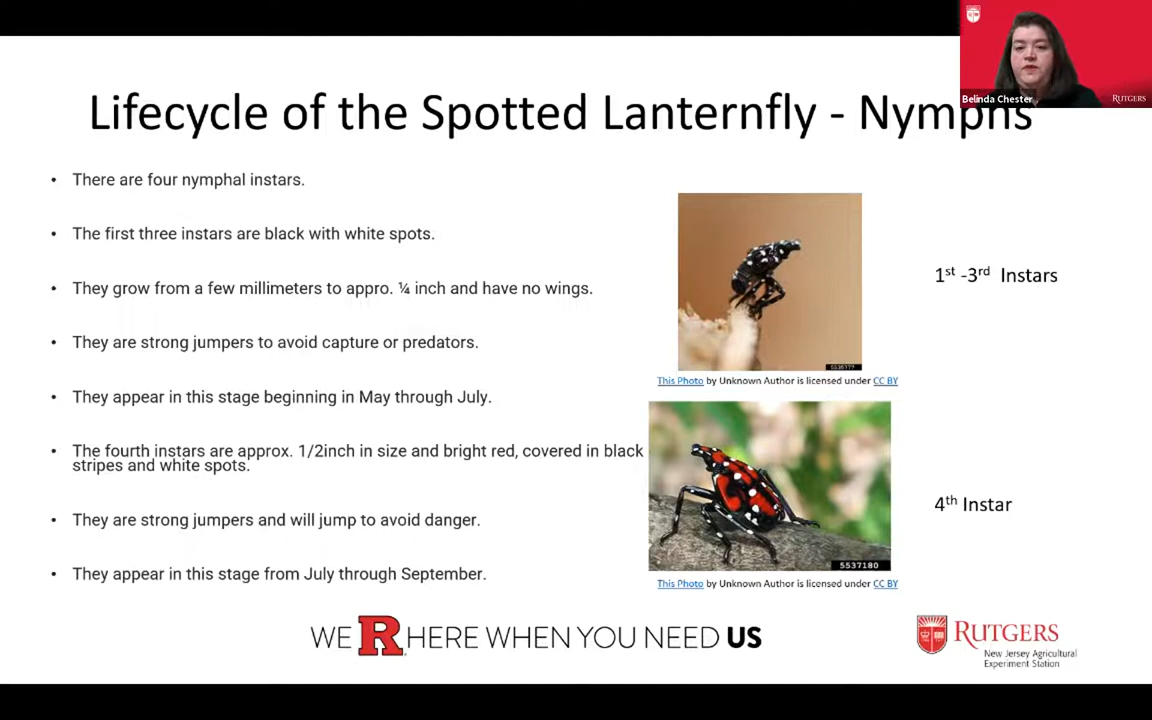 Belinda Chester
RUTGERS
Lifecycle of the Spotted Lanternfly - Nymphs
• There are four nymphal instars.
• The first three instars are black with white spots.
• They grow from a few millimeters to appro. ¼ inch and have no wings.
• They are strong jumpers to avoid capture or predators.
• They appear in this stage beginning in May through July.
• The fourth instars are approx. 1/2inch in size and bright red, covered in black
stripes and white spots.
• They are strong jumpers and will jump to avoid danger.
• They appear in this stage from July through September.
1st -3rd Instars
This Photo by Unknown Author is licensed under CC BY
4th Instar
5537180
This Photo by Unknown Author is licensed under CC BY
WE R HERE WHEN YOU NEED US
RUTGERS
New Jersey Agricultural
Experiment Station